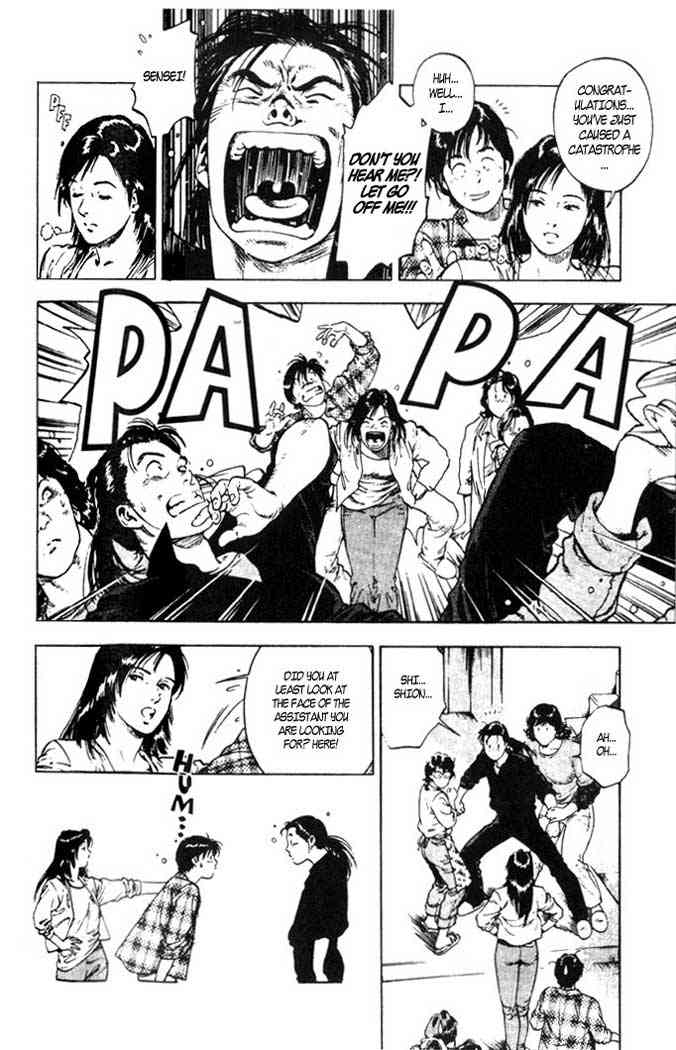 CONGRAT-
ULATIONS...
YOU'VE JUST
CAUSED A
CATASTROPHE
...
HUH...
WELL...
I...
DON'T YOU
HEAR ME?!
LET GO
OFF ME!!!
SENSEI!
PFF
PA PA
AH...
OH...
SHI...
SHION...
DID YOU AT
LEAST LOOK AT
THE FACE OF THE
ASSISTANT YOU
ARE LOOKING
FOR? HERE!
HUM...